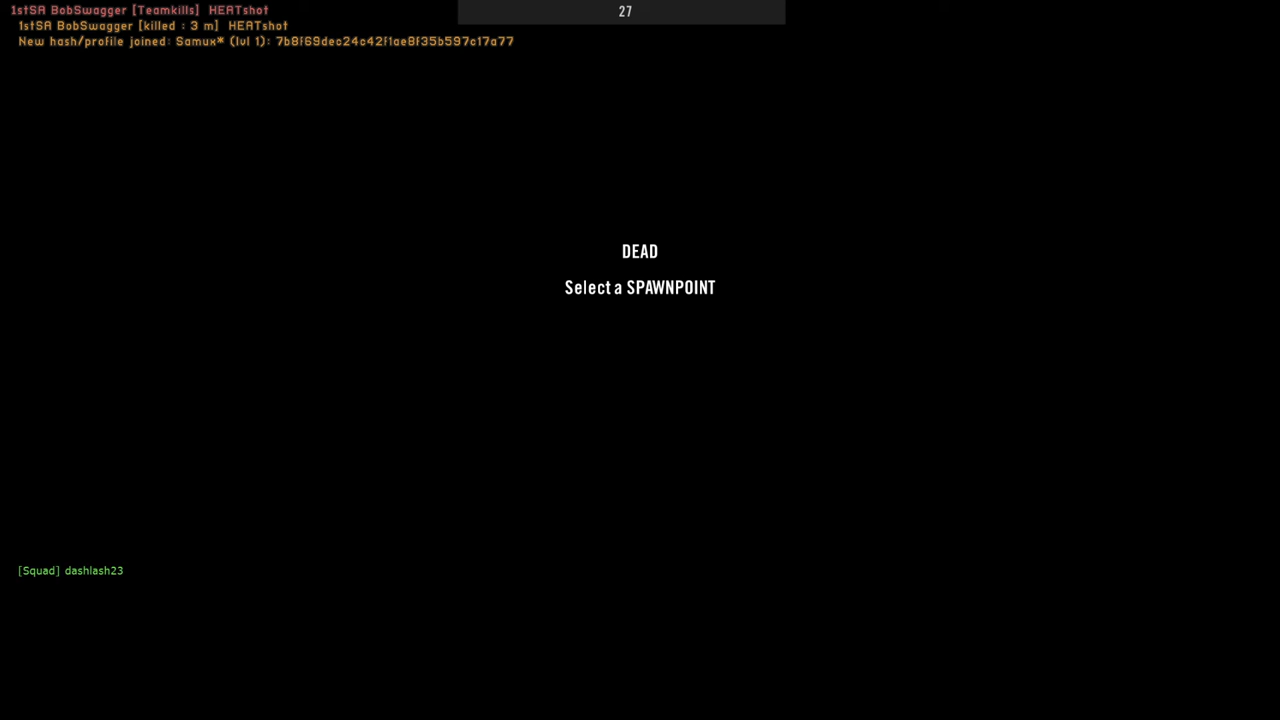 1stSA BobSwagger [Teamkills]  HEATshot
27
1stSA BobSwagger [killed : 3 m]  HEATshot
New hash/profile joined: Samux* (lvl 1): 7b8f69dec24c42f1ae8f35b597c17a77
DEAD
Select a SPAWNPOINT
[Squad] dashlash23